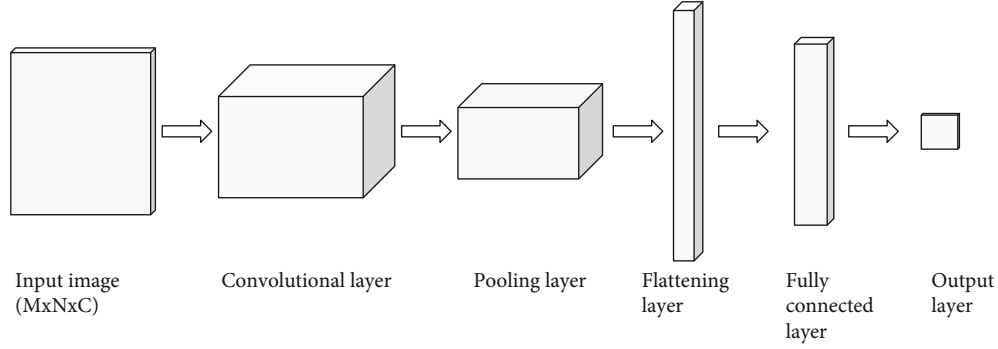 Input image
(MxNxC)
Convolutional layer
Pooling layer
Flattening
layer
Fully
connected
layer
Output
layer